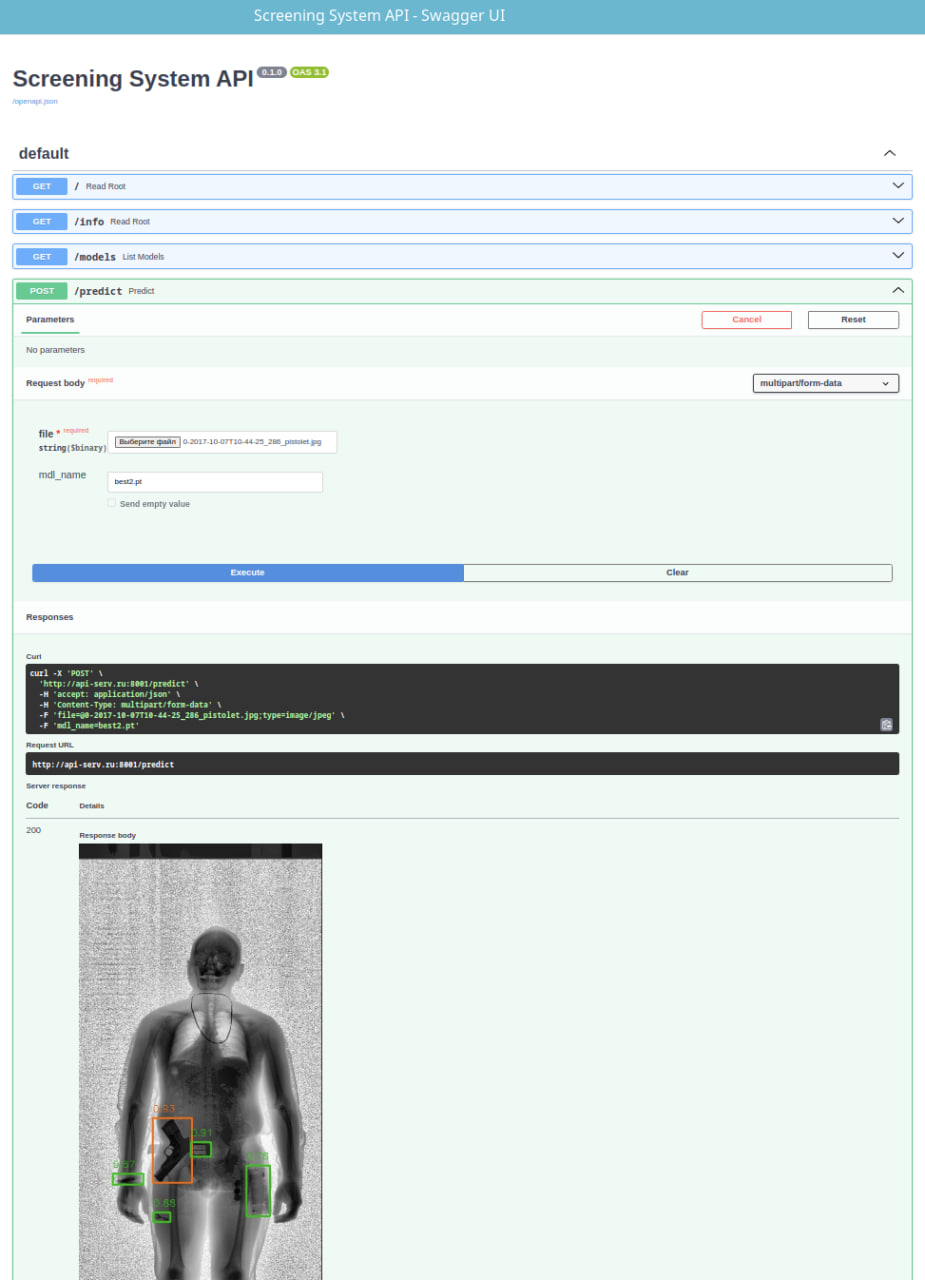 Screening System API - Swagger UI
Screening System API 0.1.0 OAS 3.1
/openapi.json
default
GET / Read Root
GET /info Read Root
GET /models List Models
POST /predict Predict
Parameters
Cancel
Reset
No parameters
Request body required
multipart/form-data
file * required
string($binary)
Выберите файл 0-2017-10-07T10-44-25_286_pistolet.jpg
mdl_name
best2.pt
Send empty value
Execute
Clear
Responses
Curl
curl -X 'POST' \
'http://api-serv.ru:8001/predict' \
-H 'accept: application/json' \
-H 'Content-Type: multipart/form-data' \
-F 'file=@0-2017-10-07T10-44-25_286_pistolet.jpg;type=image/jpeg' \
-F 'mdl_name=best2.pt'
Request URL
http://api-serv.ru:8001/predict
Server response
Code Details
200
Response body
0.93
0.91
0.88